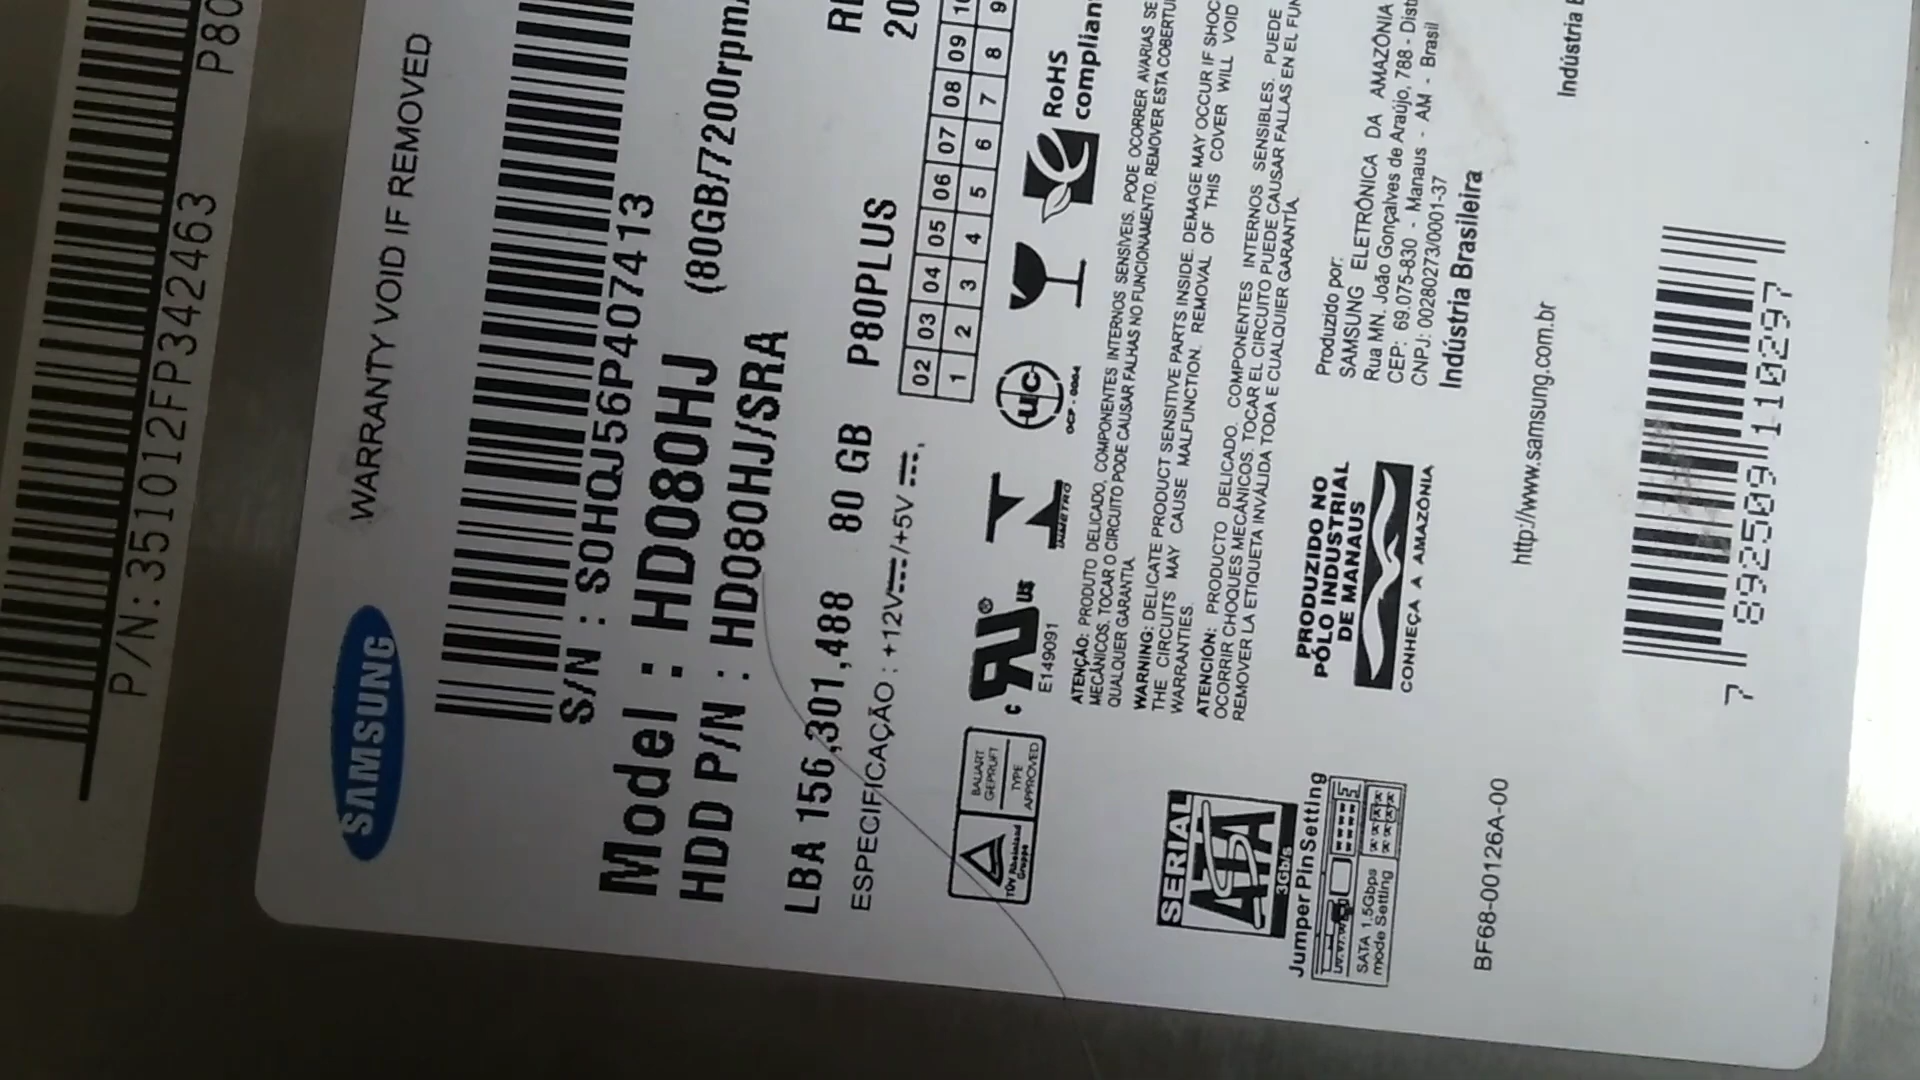 P/N:351012FP342463
P80
SAMSUNG
WARRANTY VOID IF REMOVED
S/N : S0HQJ56P407413
Model : HD080HJ (80GB/7200rpm
HDD P/N : HD080HJ/SRA
LBA 156,301,488 80 GB P80PLUS
ESPECIFICAÇÃO : +12V /+5V
02 03 04 05 06 07 08 09
1 2 3 4 5 6 7 8 9
TÜV Rheinland
Gruppe
BAUART
GEPRÜFT
TYPE
APPROVED
c us
E149091
INMETRO
UC
OCP - 0004
RoHS
compliant
ATENÇÃO: PRODUTO DELICADO, COMPONENTES INTERNOS SENSÍVEIS. PODE OCORRER AVARIAS SE
MECÂNICOS. TOCAR O CIRCUITO PODE CAUSAR FALHAS NO FUNCIONAMENTO. REMOVER ESTA COBERTU
QUALQUER GARANTIA
WARNING: DELICATE PRODUCT SENSITIVE PARTS INSIDE. DAMAGE MAY OCCUR IF SHOC
THE CIRCUITS MAY CAUSE MALFUNCTION. REMOVAL OF THIS COVER WILL VOID
WARRANTIES.
ATENCIÓN: PRODUCTO DELICADO. COMPONENTES INTERNOS SENSIBLES. PUEDE
OCORRIR CHOQUES MECÁNICOS. TOCAR EL CIRCUITO PUEDE CAUSAR FALLAS EN EL FUN
REMOVER LA ETIQUETA INVÁLIDA TODA E CUALQUIER GARANTÍA.
SERIAL
ATA
3Gb/s
Jumper Pin Setting
SATA 1.5Gbps
mode Setting
PRODUZIDO NO
PÓLO INDUSTRIAL
DE MANAUS
CONHEÇA A AMAZÔNIA
Produzido por:
SAMSUNG ELETRÔNICA DA AMAZÔNIA
Rua MN. João Gonçalves de Araújo, 788 - Dist
CEP: 69.075-830 - Manaus - AM - Brasil
CNPJ: 00280273/0001-37
Indústria Brasileira
BF68-00126A-00
http://www.samsung.com.br
Indústria B
7 892509 110297